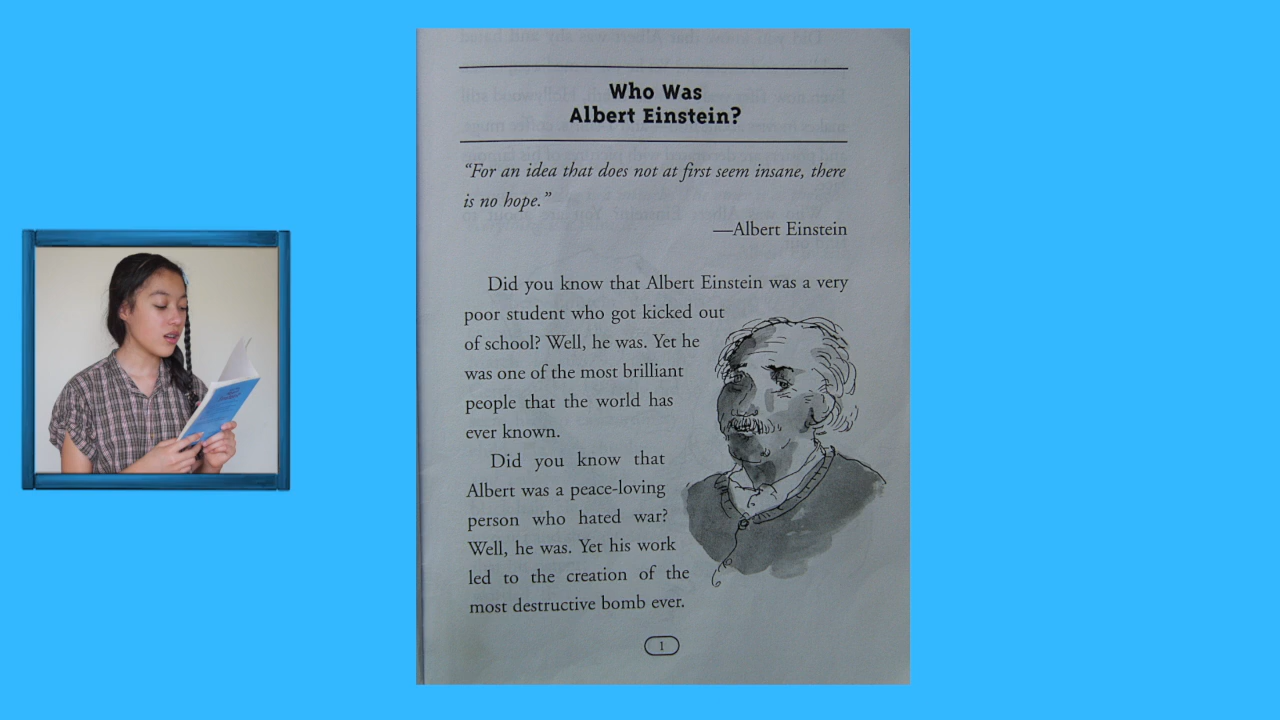 Who Was
Albert Einstein?
“For an idea that does not at first seem insane, there
is no hope.”
—Albert Einstein
Did you know that Albert Einstein was a very
poor student who got kicked out
of school? Well, he was. Yet he
was one of the most brilliant
people that the world has
ever known.
Did you know that
Albert was a peace-loving
person who hated war?
Well, he was. Yet his work
led to the creation of the
most destructive bomb ever.
1